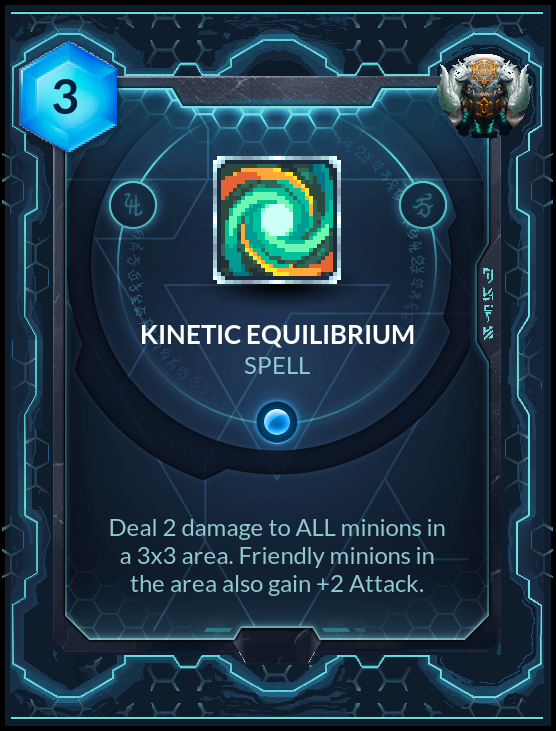 3
KINETIC EQUILIBRIUM
SPELL
Deal 2 damage to ALL minions in
a 3x3 area. Friendly minions in
the area also gain +2 Attack.